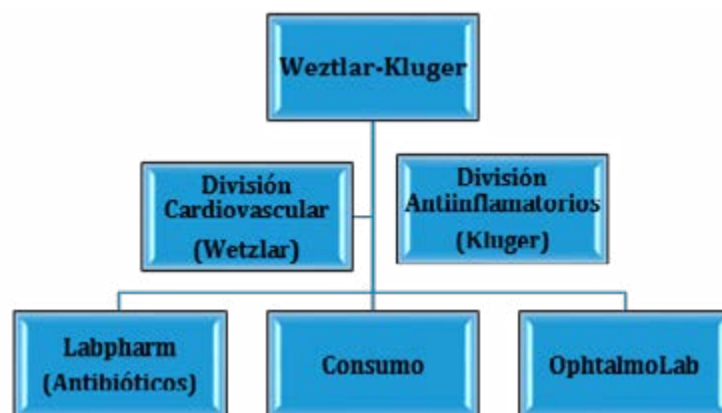 Weztlar-Kluger
División
Cardiovascular
(Wetzlar)
División
Antiinflamatorios
(Kluger)
Labpharm
(Antibióticos)
Consumo
OphtalmoLab